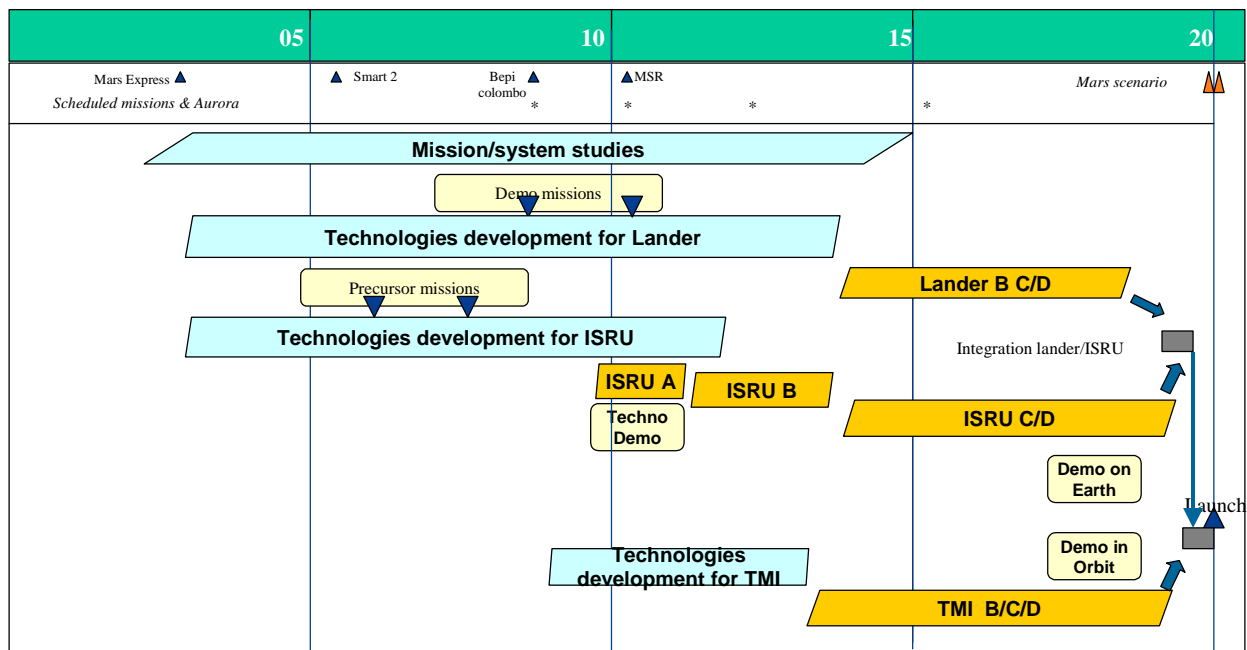 05 10 15 20
Mars Express Smart 2 Bepi
colombo MSR Mars scenario
Scheduled missions & Aurora * * * *
Mission/system studies
Demo missions
Technologies development for Lander
Precursor missions
Lander B C/D
Technologies development for ISRU
Integration lander/ISRU
ISRU A
ISRU B
Techno
Demo
ISRU C/D
Demo on
Earth
Launch
Technologies
development for TMI
Demo in
Orbit
TMI B/C/D